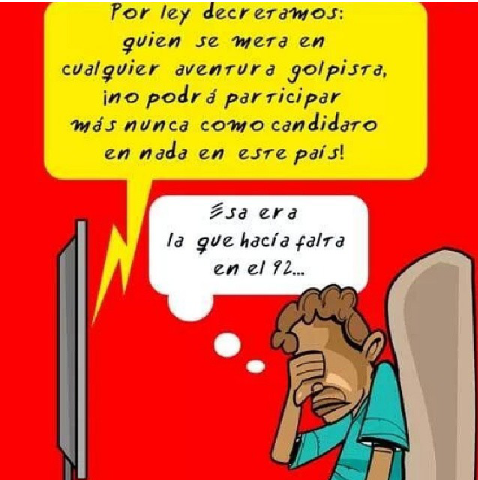 Por ley decretamos:
quien se meta en
cualquier aventura golpista,
¡no podrá participar
más nunca como candidato
en nada en este país!
Esa era
la que hacía falta
en el 92...